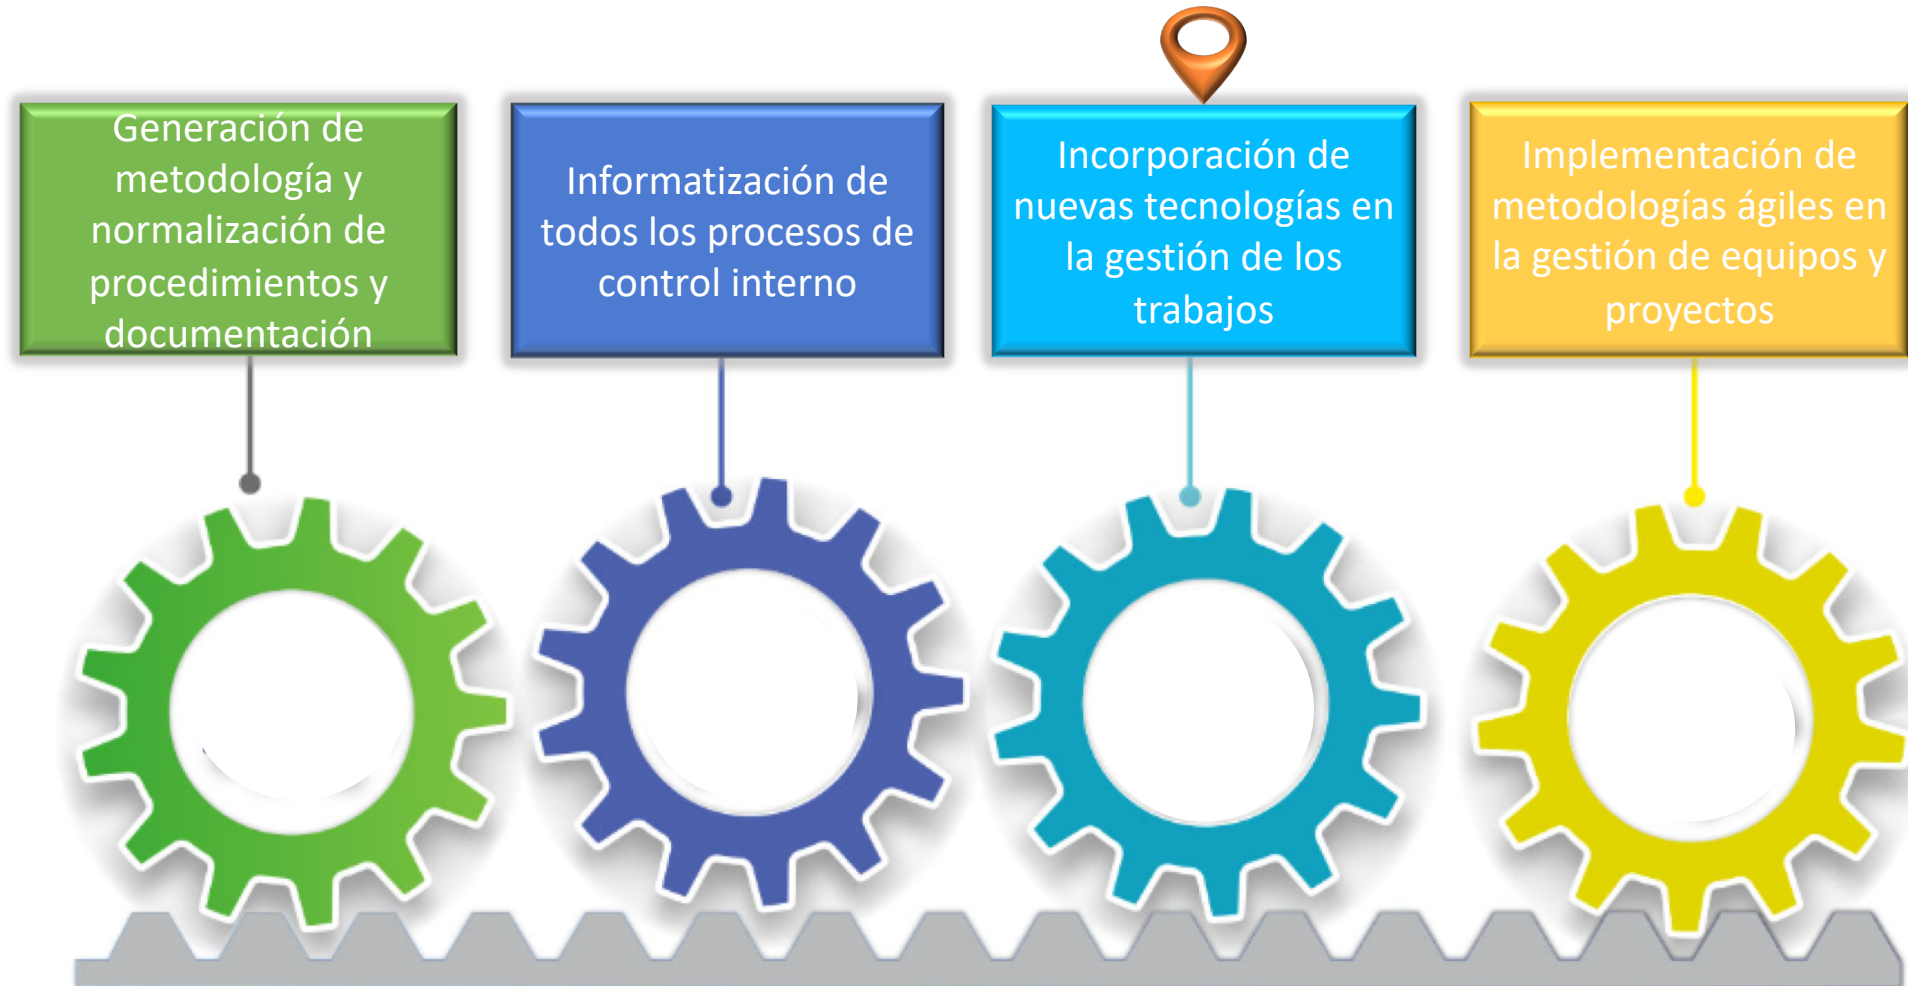 Generación de
metodología y
normalización de
procedimientos y
documentación
Informatización de
todos los procesos de
control interno
Incorporación de
nuevas tecnologías en
la gestión de los
trabajos
Implementación de
metodologías ágiles en
la gestión de equipos y
proyectos